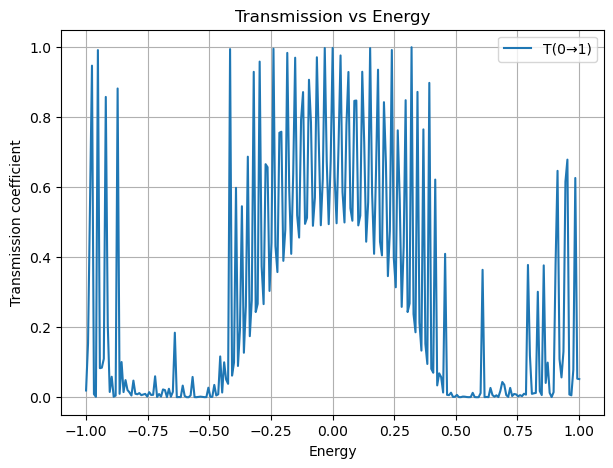 Transmission vs Energy
T(0→1)
Transmission coefficient
1.0
0.8
0.6
0.4
0.2
0.0
−1.00 −0.75 −0.50 −0.25 0.00 0.25 0.50 0.75 1.00
Energy